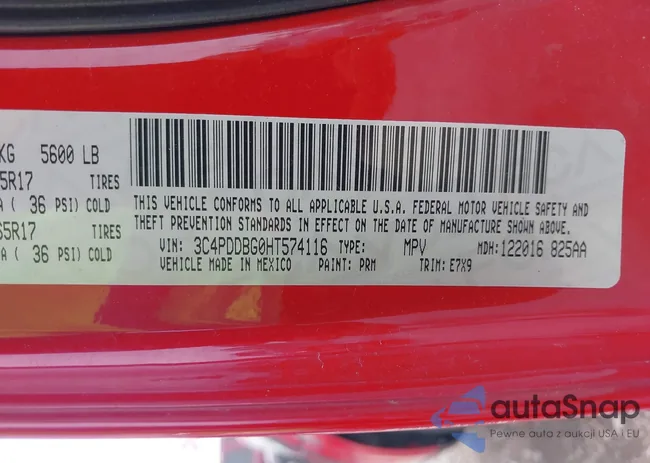 KG 5600 LB
5R17 TIRES
A ( 36 PSI) COLD
65R17 TIRES
A ( 36 PSI) COLD
THIS VEHICLE CONFORMS TO ALL APPLICABLE U.S.A. FEDERAL MOTOR VEHICLE SAFETY AND
THEFT PREVENTION STANDARDS IN EFFECT ON THE DATE OF MANUFACTURE SHOWN ABOVE.
VIN: 3C4PDDBG0HT574116 TYPE: MPV MDH: 122016 825AA
VEHICLE MADE IN MEXICO PAINT: PRM TRIM: E7X9
autoSnap
Pewne auta z aukcji USA i EU